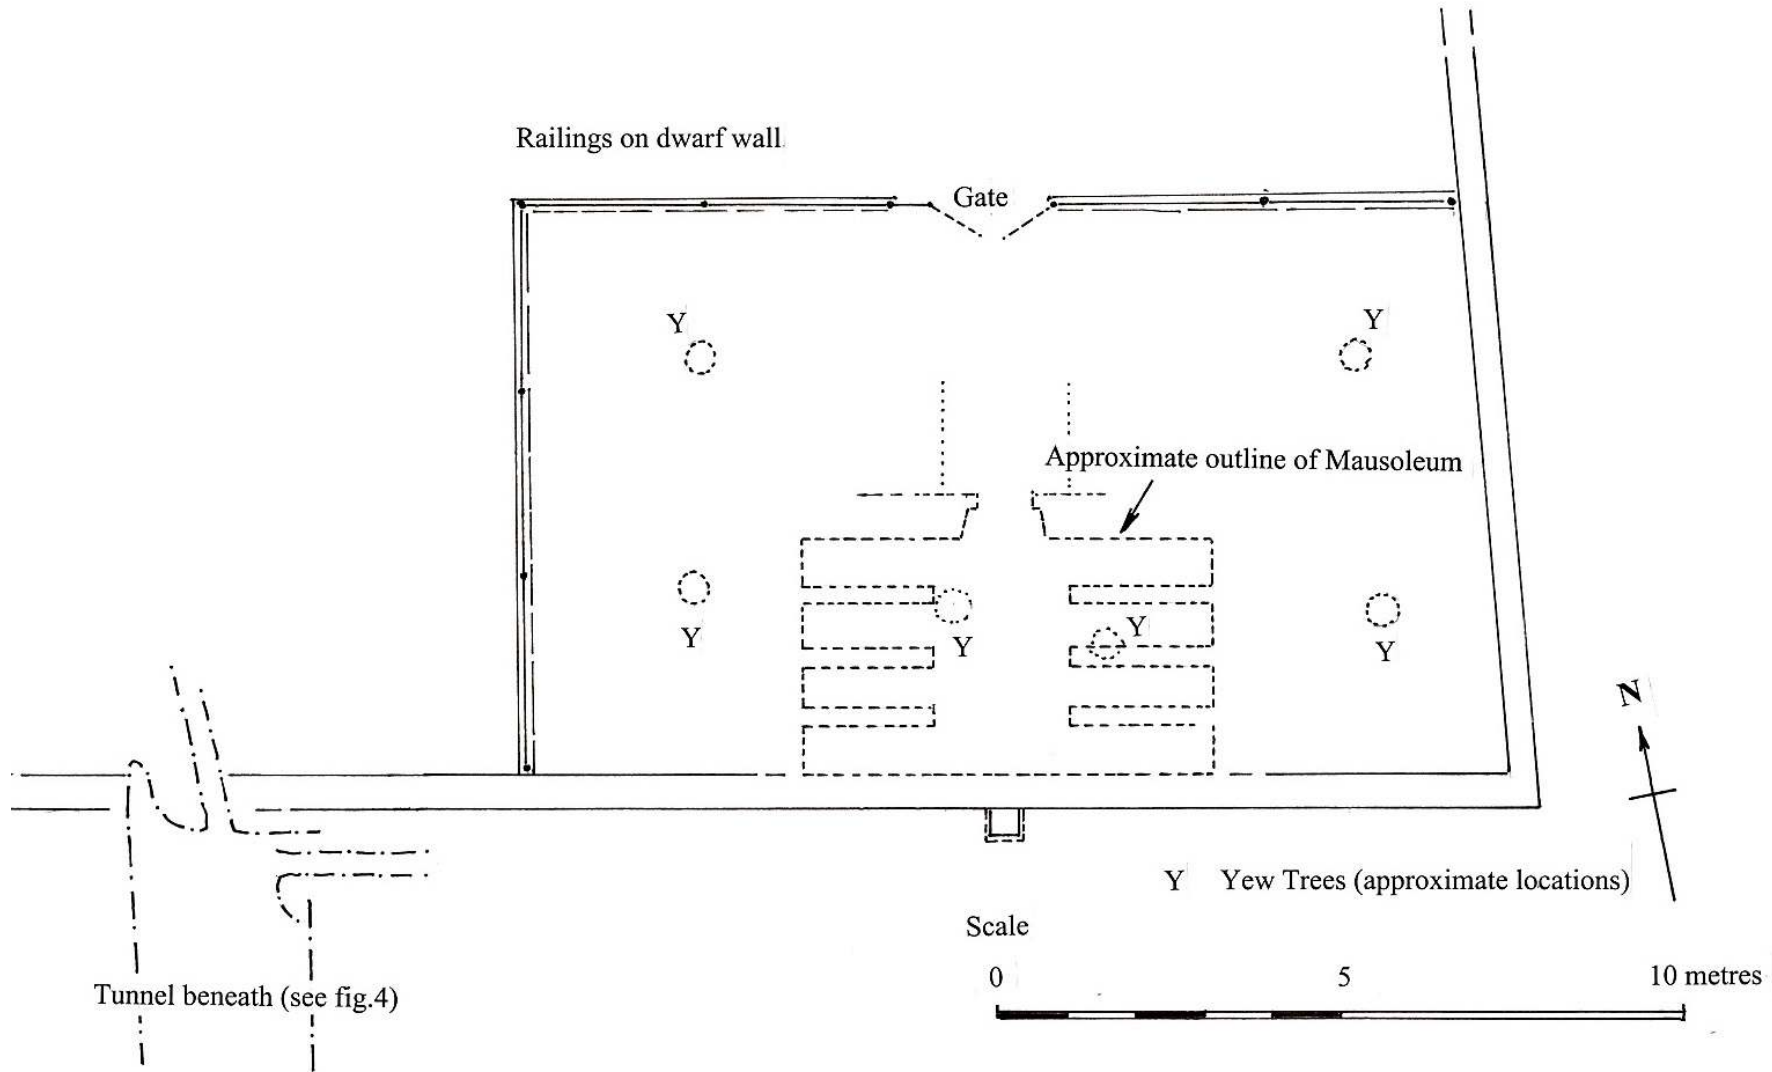 Railings on dwarf wall
Gate
Y
Y
Approximate outline of Mausoleum
Y
Y
Y
Y
N
Y Yew Trees (approximate locations)
Scale
0 5 10 metres
Tunnel beneath (see fig.4)